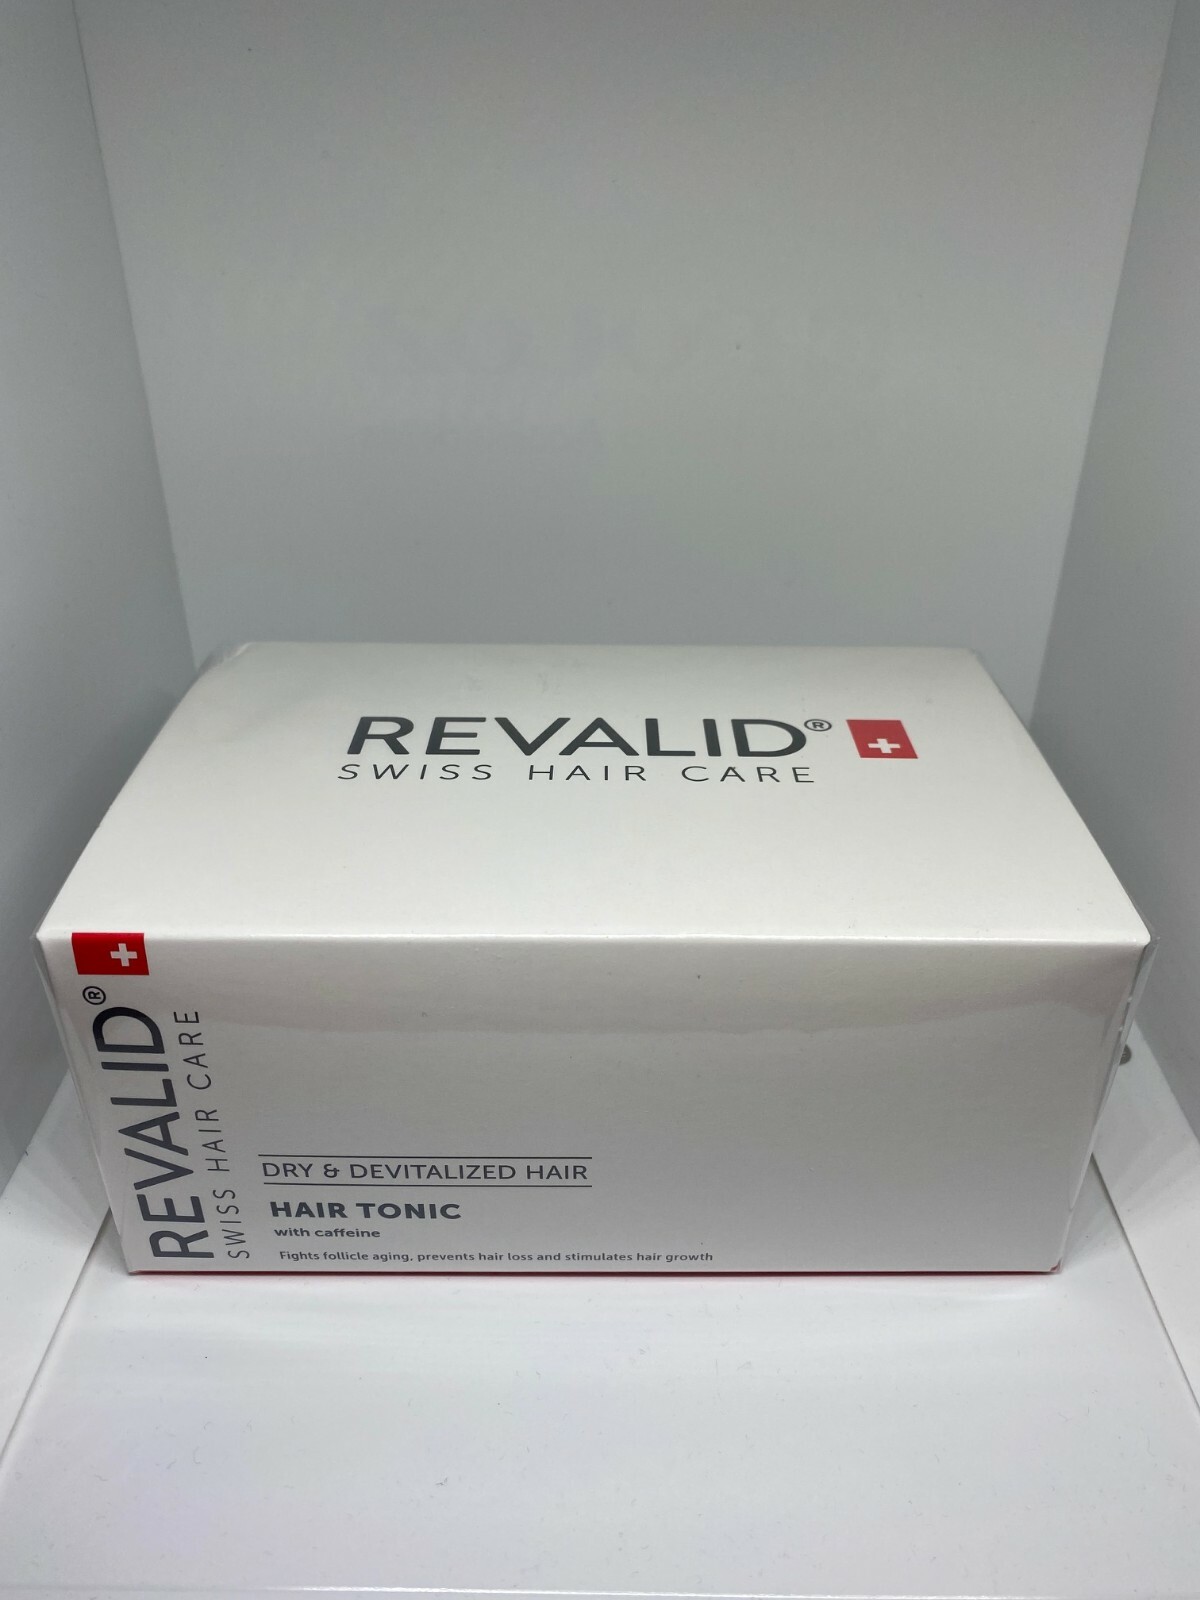 REVALID®
SWISS HAIR CARE
REVALID®
SWISS HAIR CARE
DRY & DEVITALIZED HAIR
HAIR TONIC
with caffeine
Fights follicle aging, prevents hair loss and stimulates hair growth